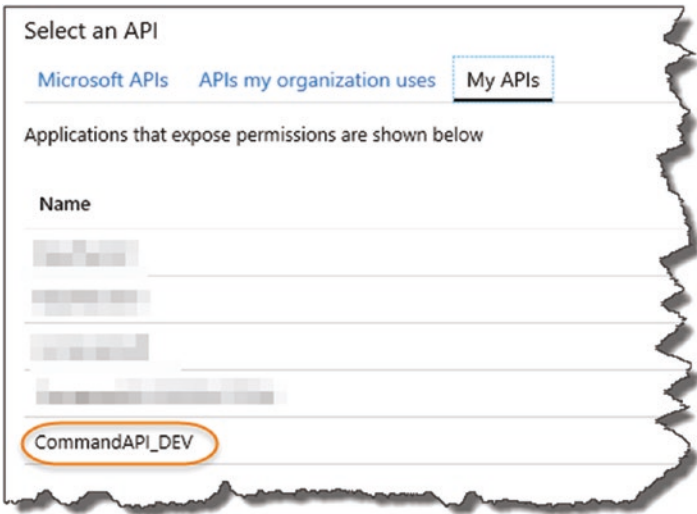 Select an API
Microsoft APIs APIs my organization uses My APIs
Applications that expose permissions are shown below
Name
CommandAPI_DEV